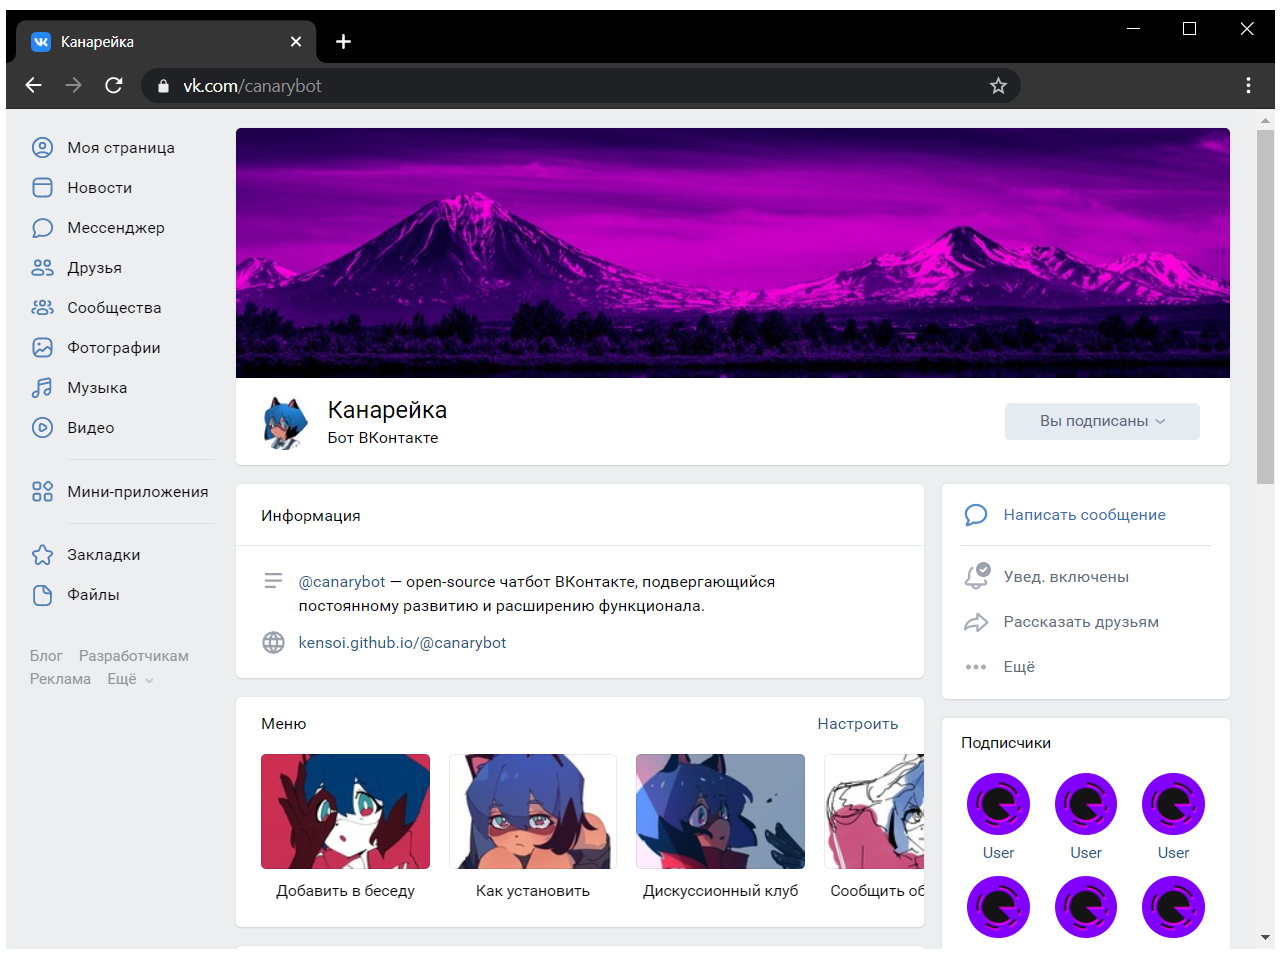 Канарейка
vk.com/canarybot
Моя страница
Новости
Мессенджер
Друзья
Сообщества
Фотографии
Музыка
Видео
Мини-приложения
Закладки
Файлы
Блог Разработчикам
Реклама Ещё
Канарейка
Бот ВКонтакте
Вы подписаны
Информация
@canarybot — open-source чатбот ВКонтакте, подвергающийся
постоянному развитию и расширению функционала.
kensoi.github.io/@canarybot
Меню Настроить
Добавить в беседу
Как установить
Дискуссионный клуб
Сообщить об
Написать сообщение
Увед. включены
Рассказать друзьям
Ещё
Подписчики
User User User